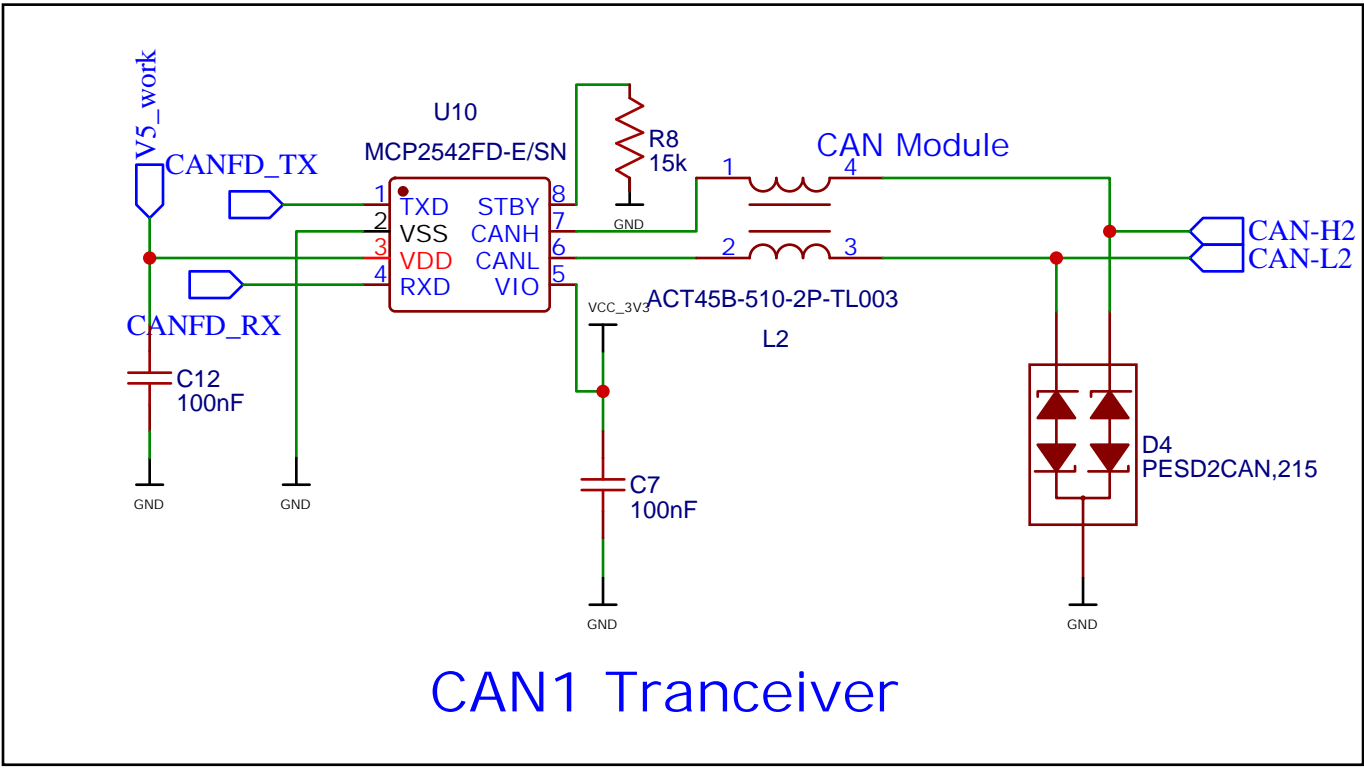 V5_work
U10
MCP2542FD-E/SN
CANFD_TX
CANFD_RX
1
2
3
4
TXD
VSS
VDD
RXD
STBY
CANH
CANL
VIO
8
7
6
5
R8
15k
GND
CAN Module
1
4
2
3
ACT45B-510-2P-TL003
L2
CAN-H2
CAN-L2
VCC_3V3
C12
100nF
GND
GND
C7
100nF
GND
D4
PESD2CAN,215
GND
CAN1 Tranceiver